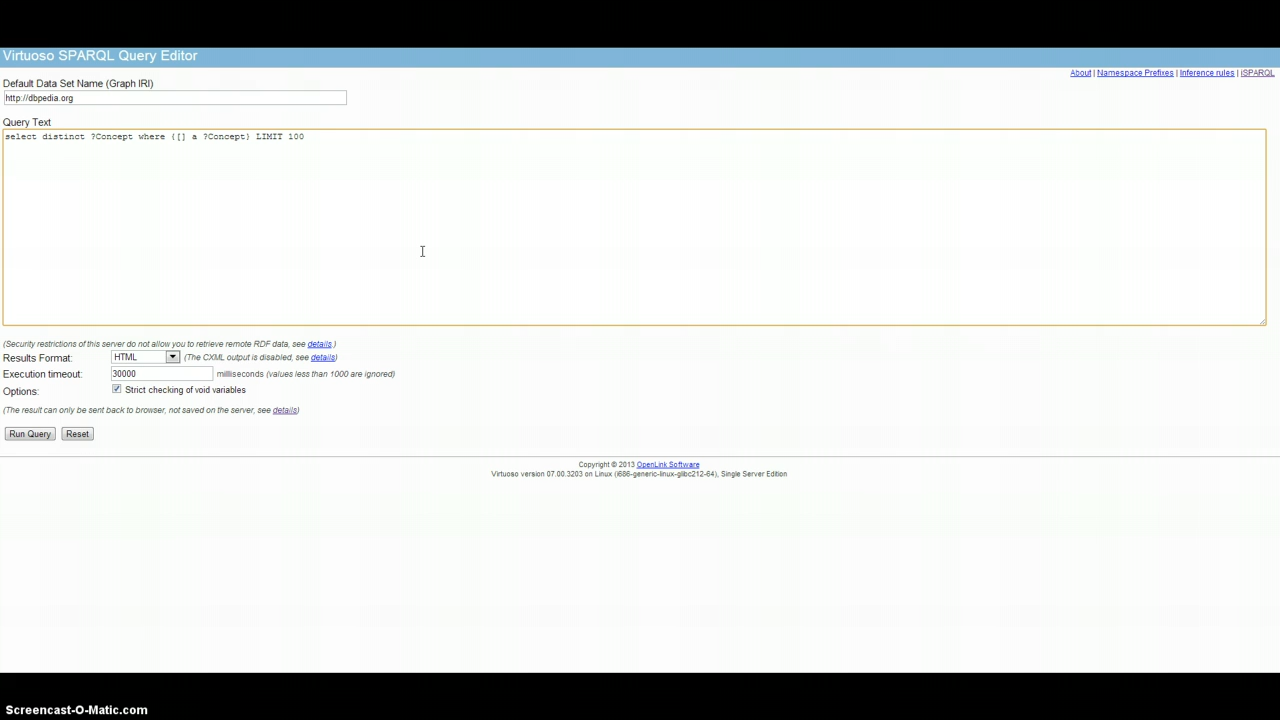 Virtuoso SPARQL Query Editor
About | Namespace Prefixes | Inference rules | iSPARQL
Default Data Set Name (Graph IRI)
http://dbpedia.org
Query Text
select distinct ?Concept where {[] a ?Concept} LIMIT 100
(Security restrictions of this server do not allow you to retrieve remote RDF data, see details.)
Results Format: HTML (The CXML output is disabled, see details)
Execution timeout: 30000 milliseconds (values less than 1000 are ignored)
Options: Strict checking of void variables
(The result can only be sent back to browser, not saved on the server, see details)
Run Query Reset
Copyright © 2013 OpenLink Software
Virtuoso version 07.00.3203 on Linux (i686-generic-linux-glibc212-64), Single Server Edition
Screencast-O-Matic.com